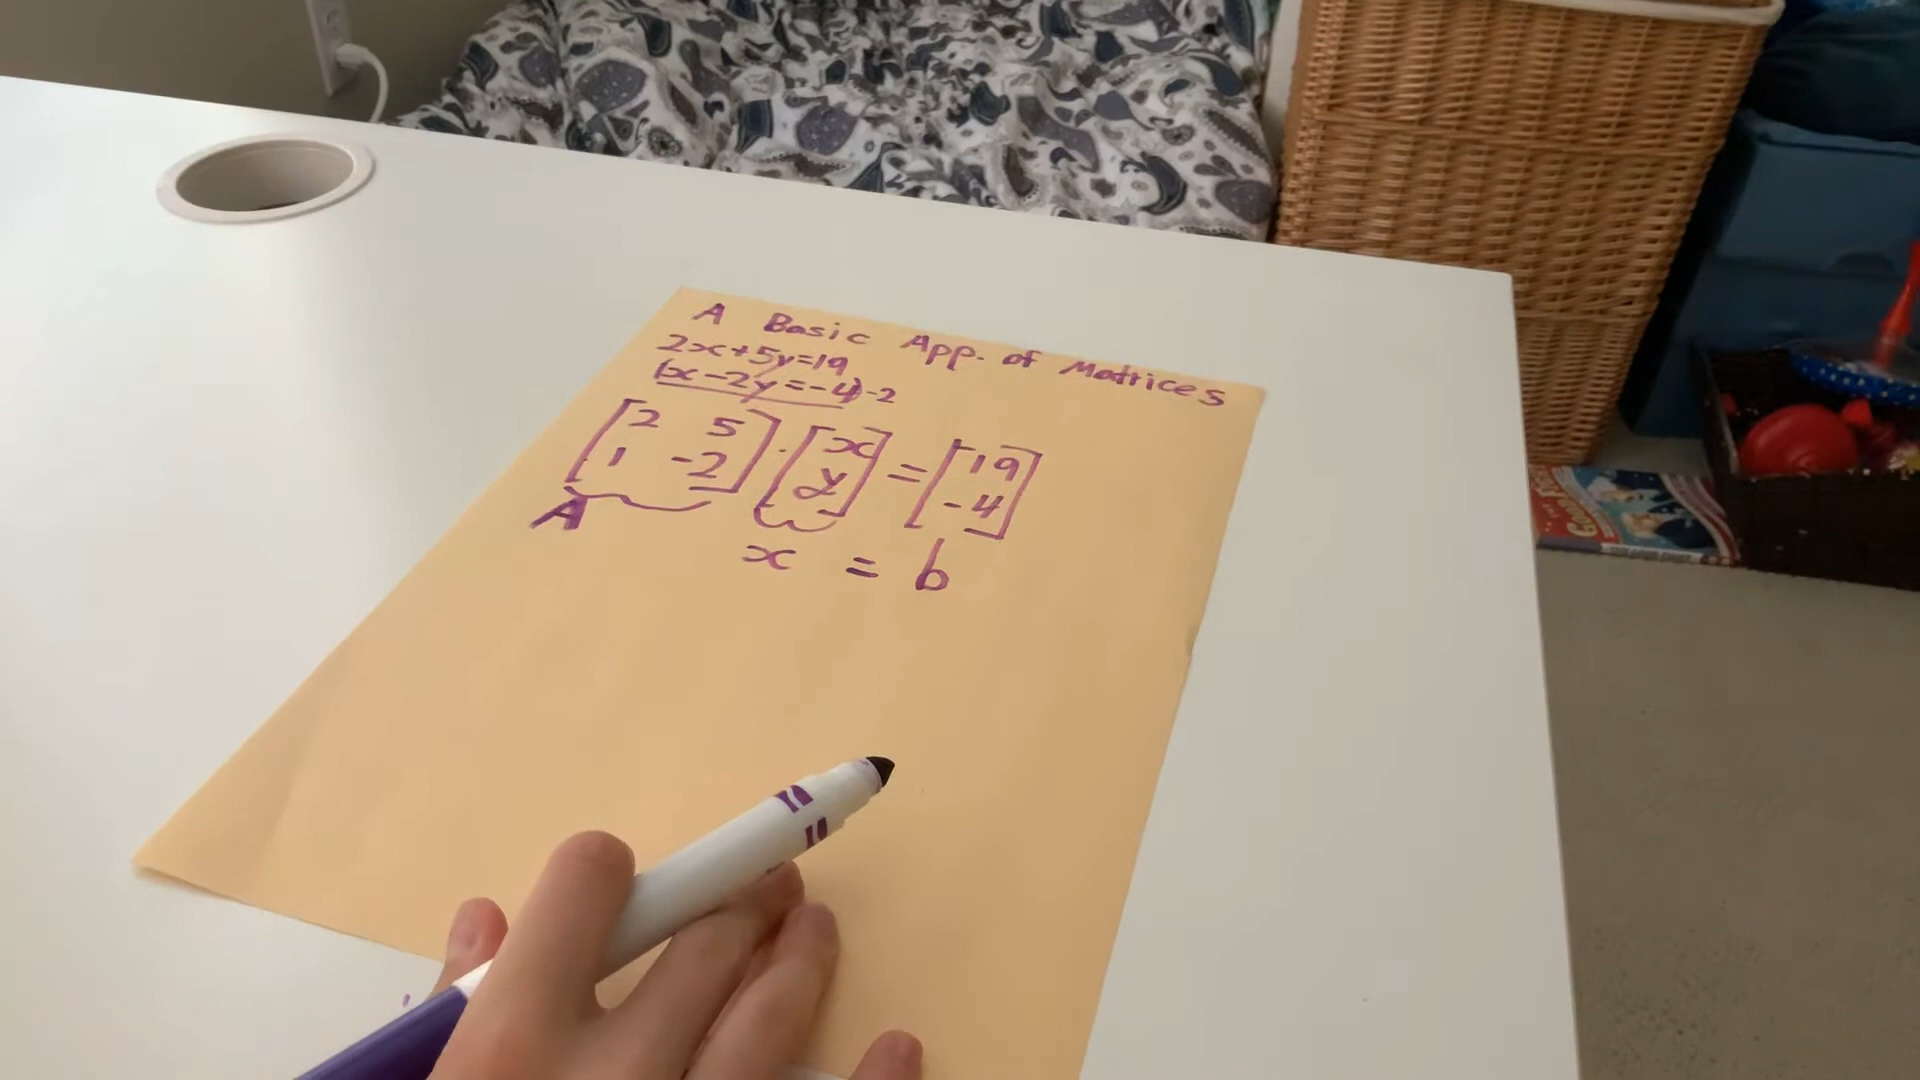 A Basic App. of Matrices
2x+5y=19
(x-2y=-4)·-2
[2 5] · [x] = [19]
[1 -2] [y] [-4]
A x = b